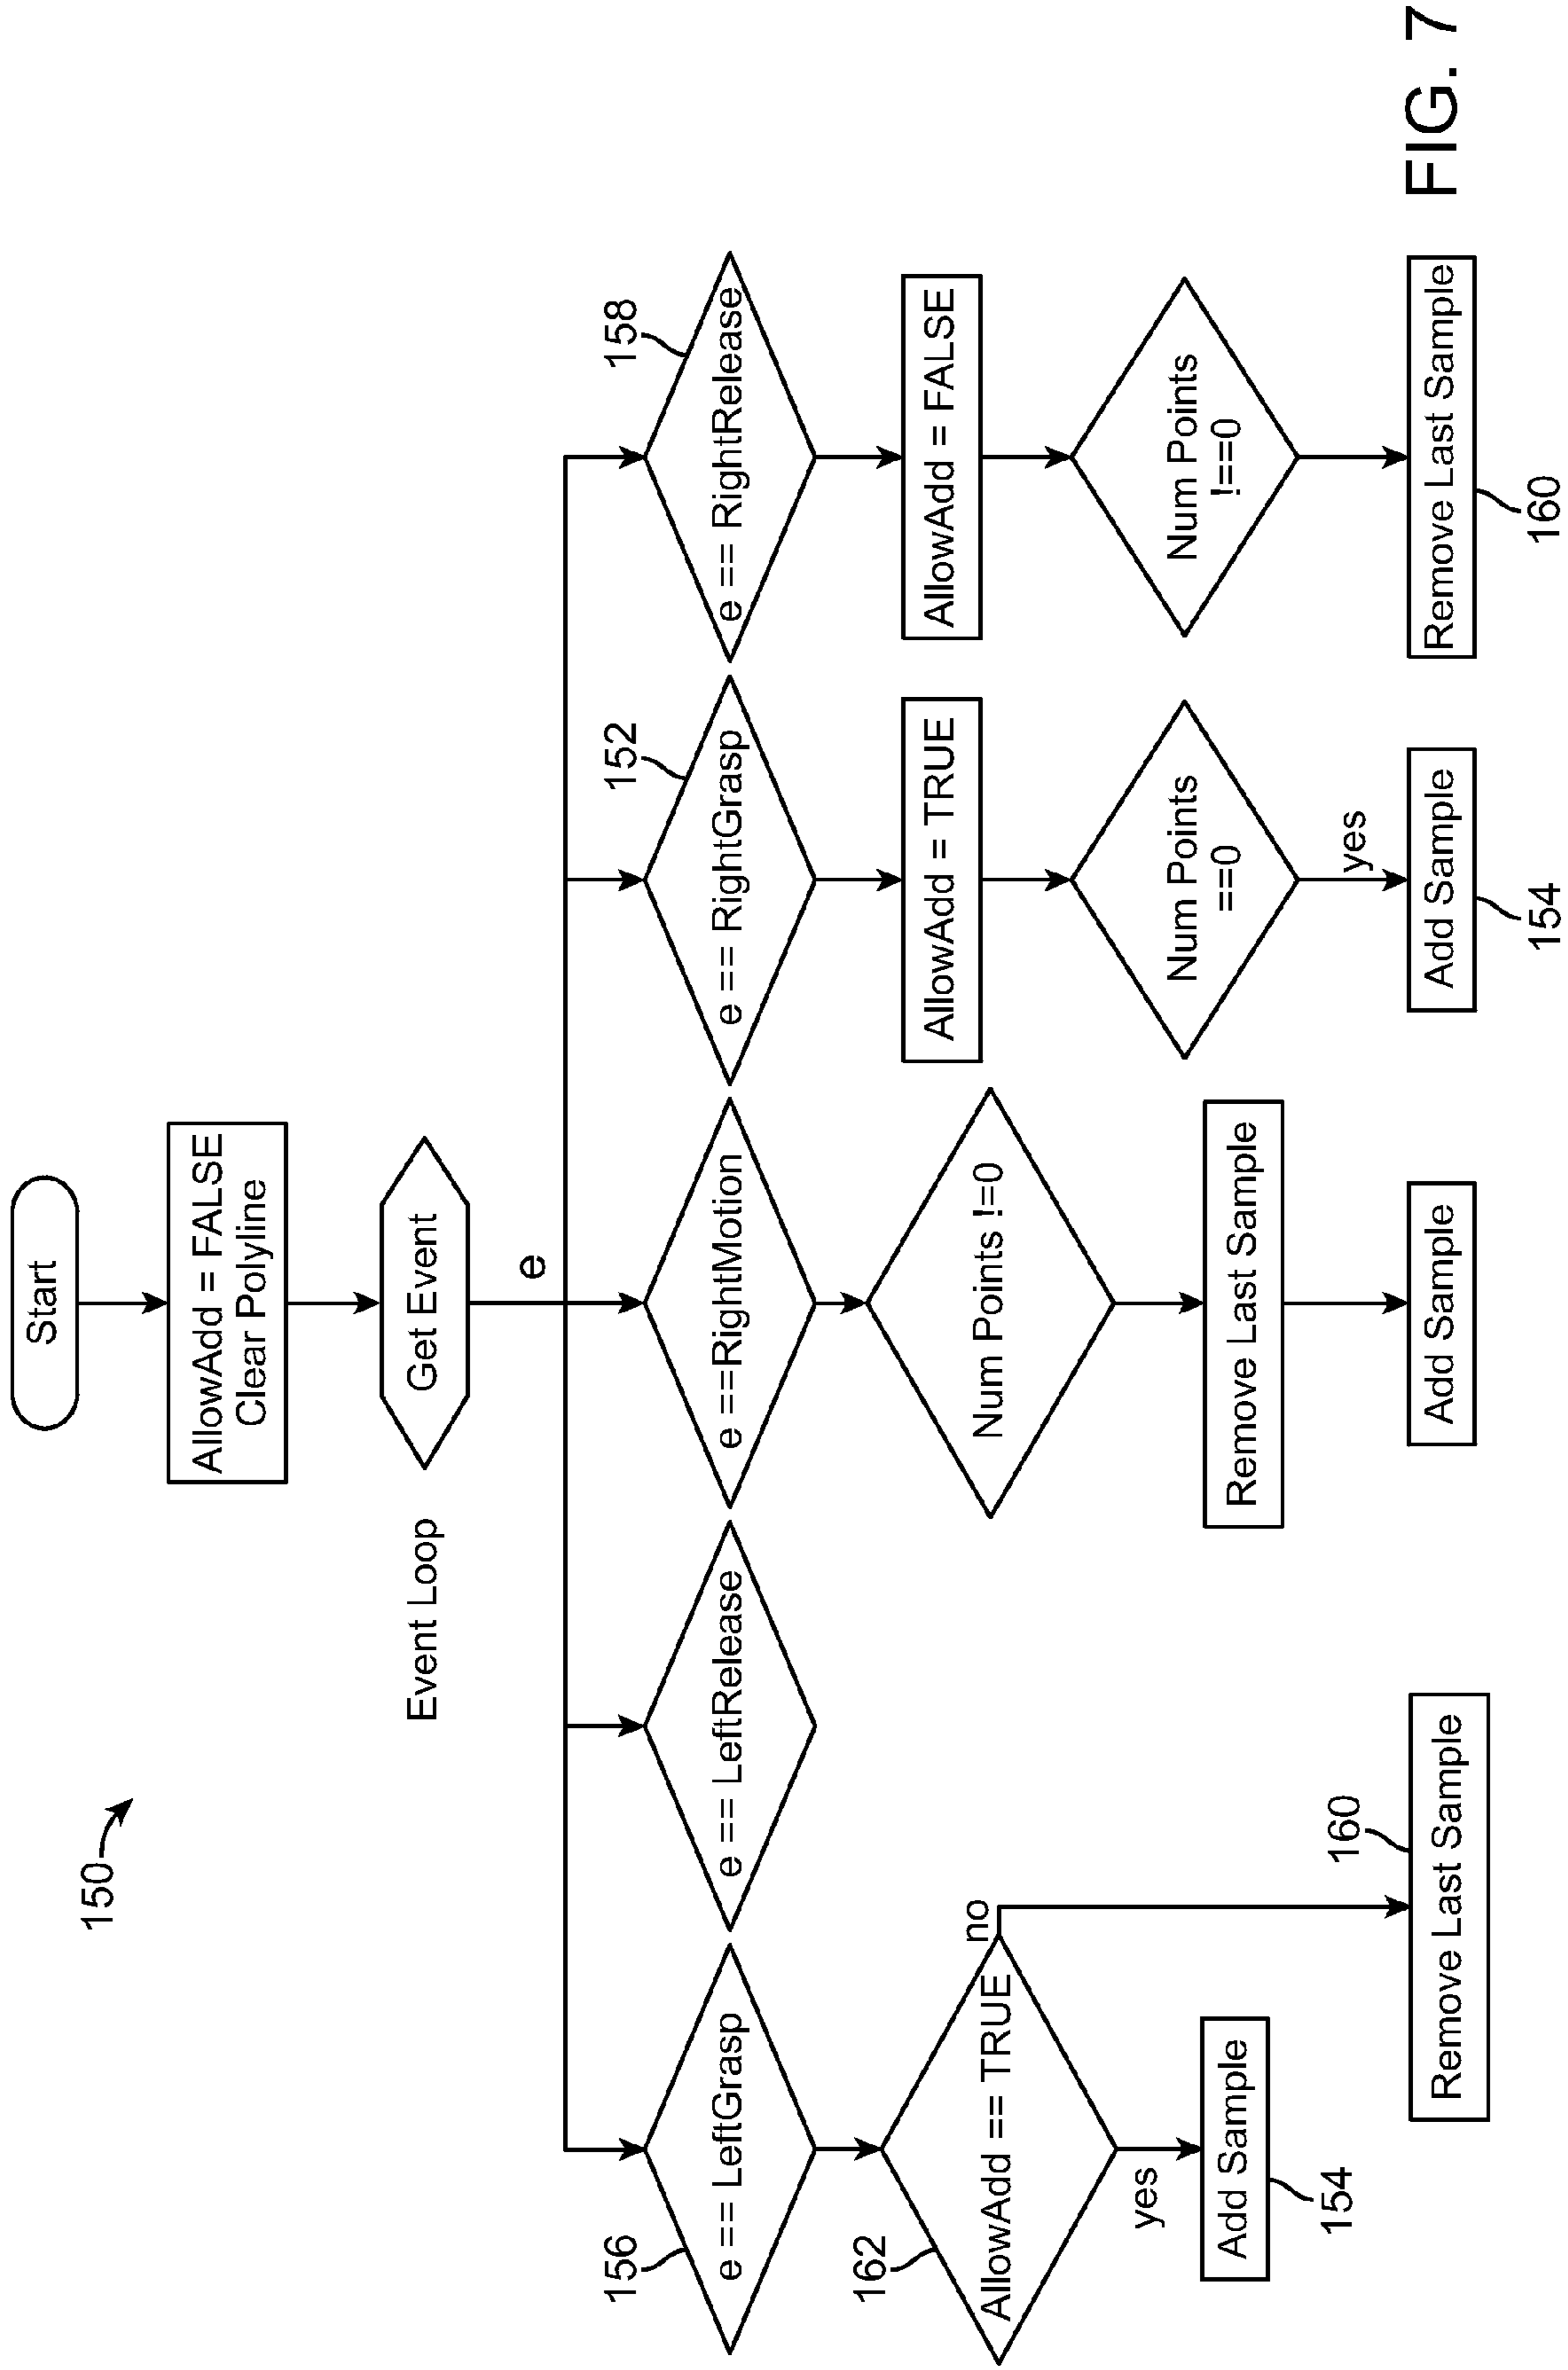 150
Start
AllowAdd = FALSE
Clear Polyline
Event Loop
Get Event
e
156
e == LeftGrasp
e == LeftRelease
e ==RightMotion
152
e == RightGrasp
158
e == RightRelease
162
AllowAdd == TRUE
no
yes
Add Sample
154
160
Remove Last Sample
Num Points !=0
Remove Last Sample
Add Sample
AllowAdd = TRUE
Num Points
==0
yes
Add Sample
154
AllowAdd = FALSE
Num Points
!==0
Remove Last Sample
160
FIG. 7